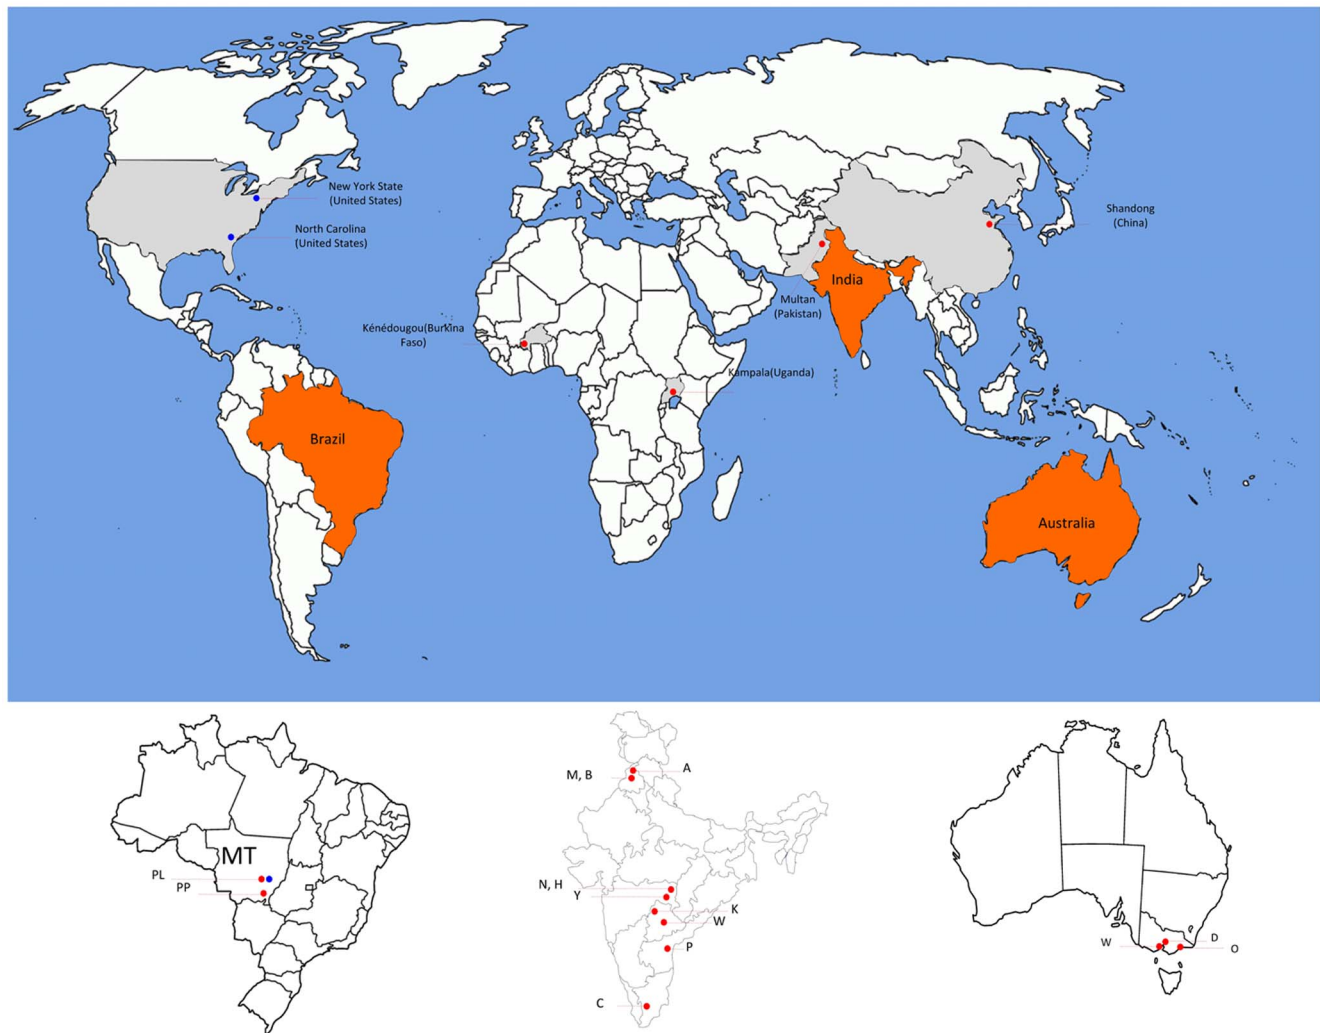 New York State
(United States)
North Carolina
(United States)
Shandong
(China)
India
Multan
(Pakistan)
Kénédougou(Burkina
Faso)
Kampala(Uganda)
Brazil
Australia
MT
PL
PP
M, B
A
N, H
Y
K
W
P
C
W
D
O